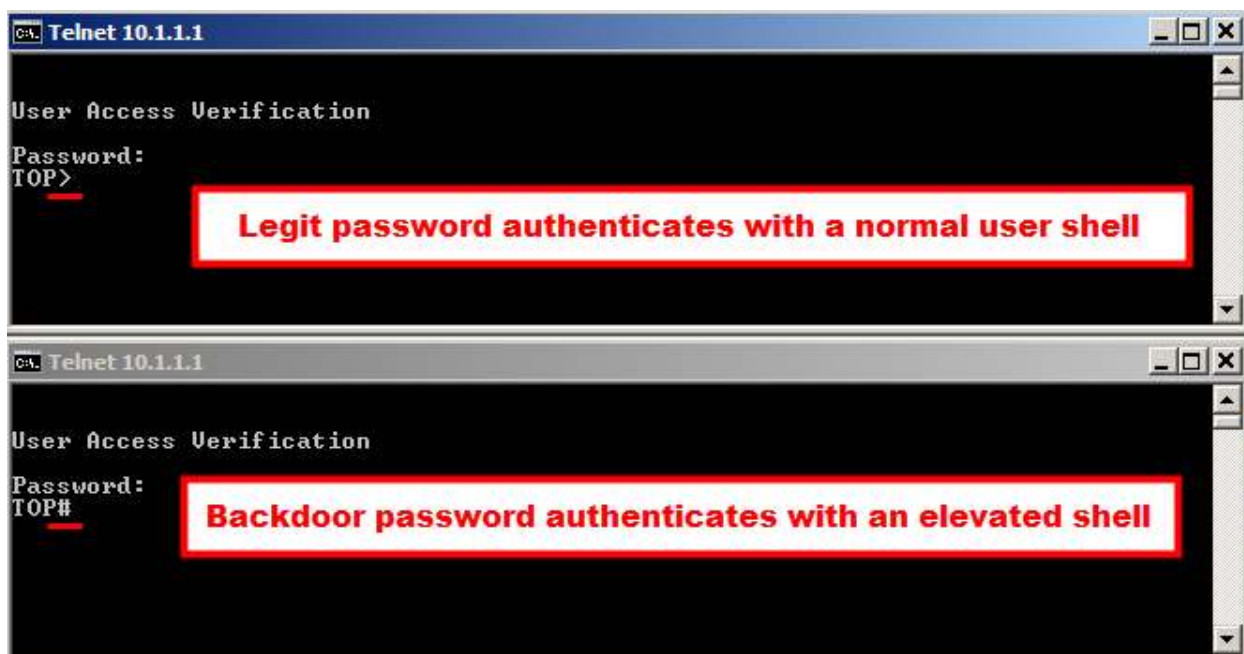 Telnet 10.1.1.1
User Access Verification
Password:
TOP>
Legit password authenticates with a normal user shell
Telnet 10.1.1.1
User Access Verification
Password:
TOP#
Backdoor password authenticates with an elevated shell